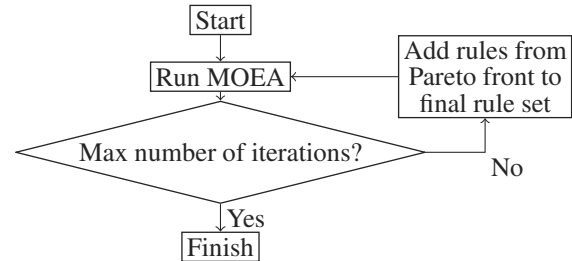 Start
Run MOEA
Add rules from
Pareto front to
final rule set
Max number of iterations?
No
Yes
Finish